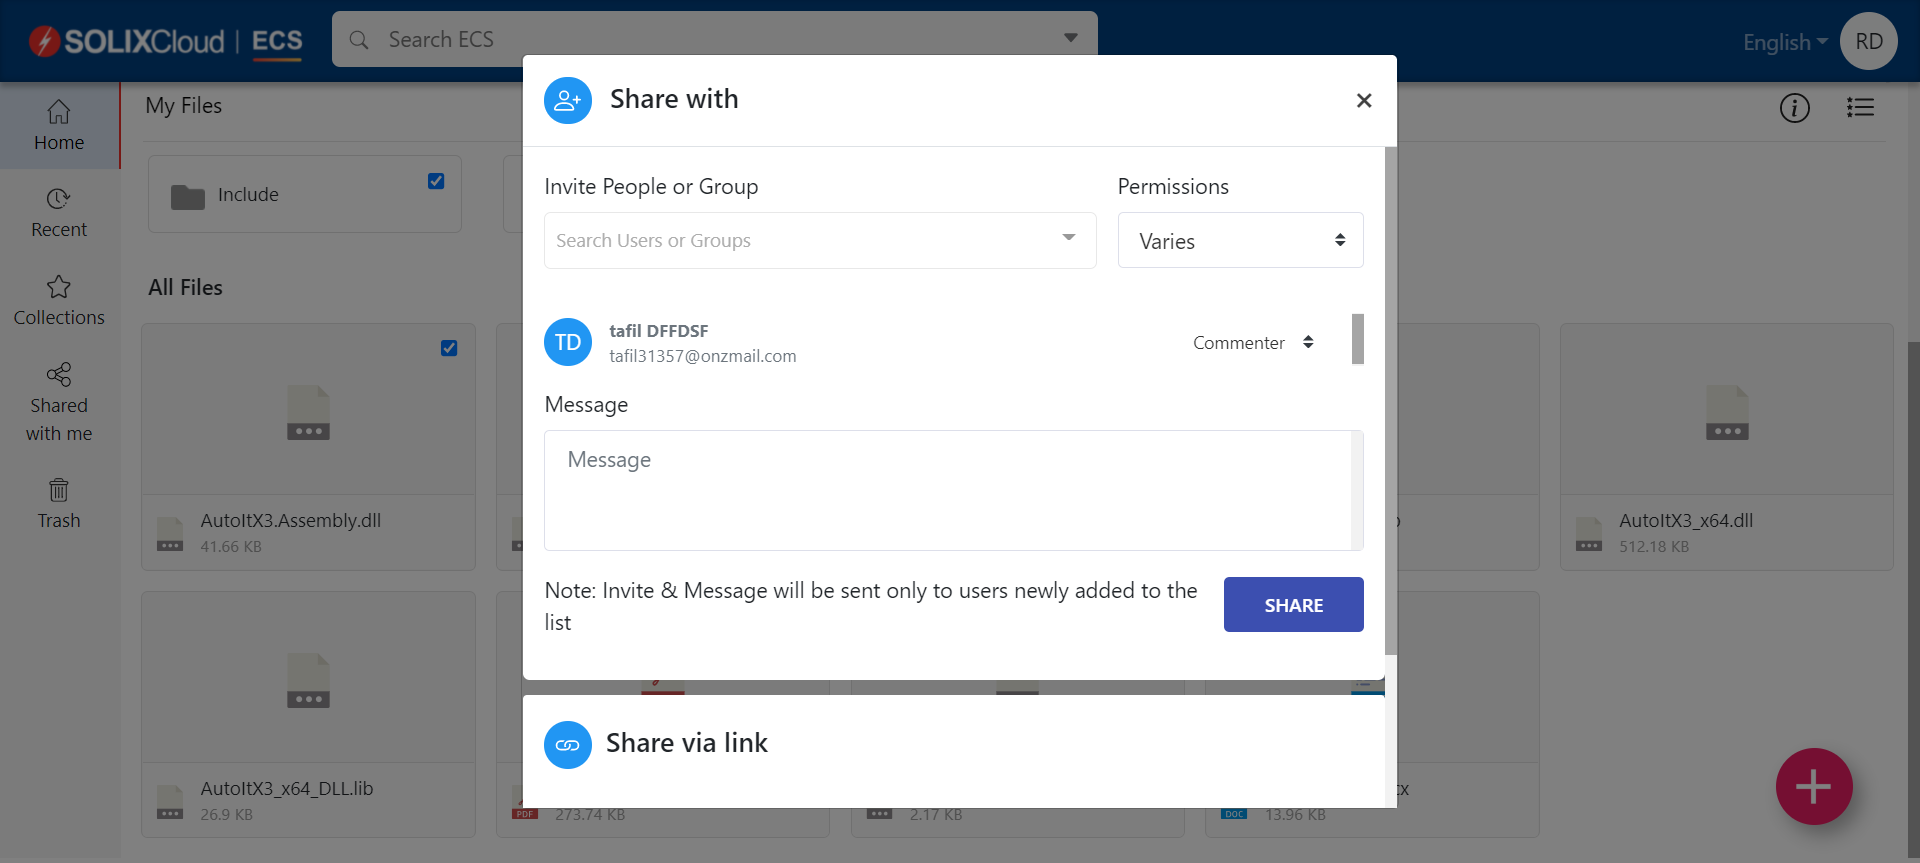 SOLIXCloud | ECS
Search ECS
English
RD
Home
Recent
Collections
Shared
with me
Trash
My Files
Include
All Files
AutoItX3.Assembly.dll
41.66 KB
AutoItX3_x64.dll
512.18 KB
AutoItX3_x64_DLL.lib
26.9 KB
PDF
273.74 KB
2.17 KB
DOC
13.96 KB
Share with
Invite People or Group
Permissions
Search Users or Groups
Varies
TD
tafil DFFDSF
tafil31357@onzmail.com
Commenter
Message
Message
Note: Invite & Message will be sent only to users newly added to the
list
SHARE
Share via link